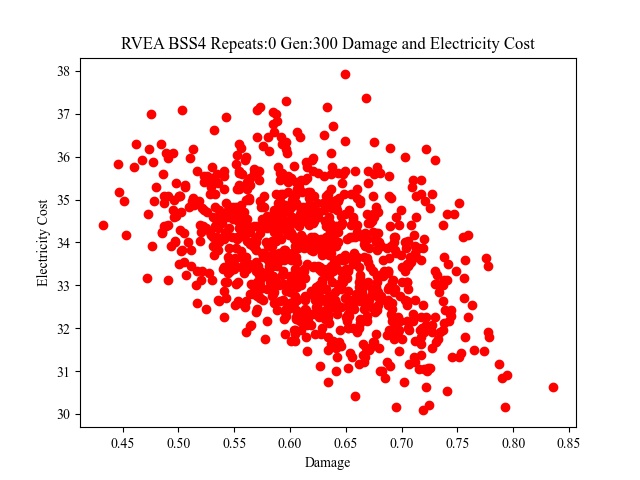 RVEA BSS4 Repeats:0 Gen:300 Damage and Electricity Cost
38
37
36
35
34
33
32
31
30
Electricity Cost
0.45 0.50 0.55 0.60 0.65 0.70 0.75 0.80 0.85
Damage